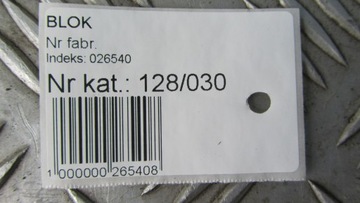 BLOK
Nr fabr.
Indeks: 026540
Nr kat.: 128/030
1 000000 265408